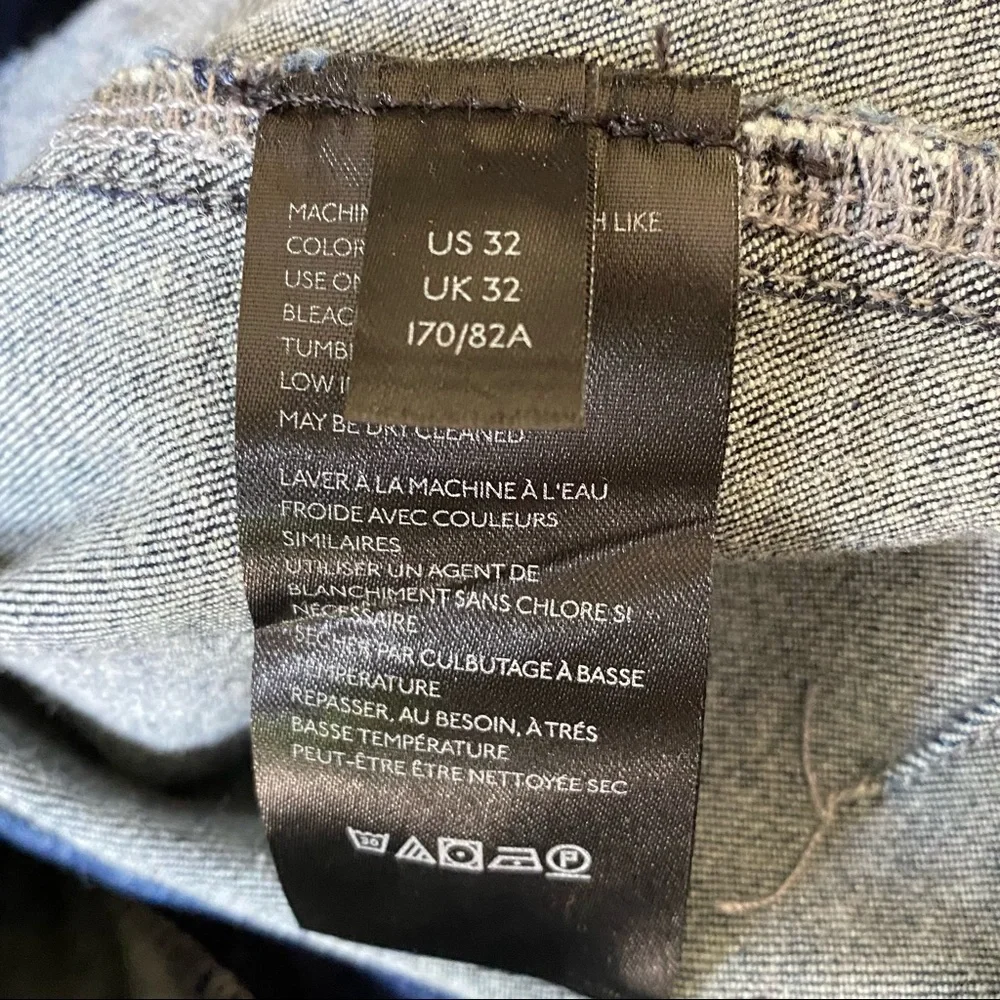 US 32
UK 32
170/82A
MACHIN H LIKE
COLOR
USE ON
BLEAC
TUMBL
LOW I
MAY BE DRY CLEANED
LAVER À LA MACHINE À L'EAU
FROIDE AVEC COULEURS
SIMILAIRES
UTILISER UN AGENT DE
BLANCHIMENT SANS CHLORE SI
NÉCESSAIRE
SÉCHER PAR CULBUTAGE À BASSE
TEMPÉRATURE
REPASSER, AU BESOIN, À TRÉS
BASSE TEMPÉRATURE
PEUT-ÊTRE ÊTRE NETTOYÉE SEC
30
P